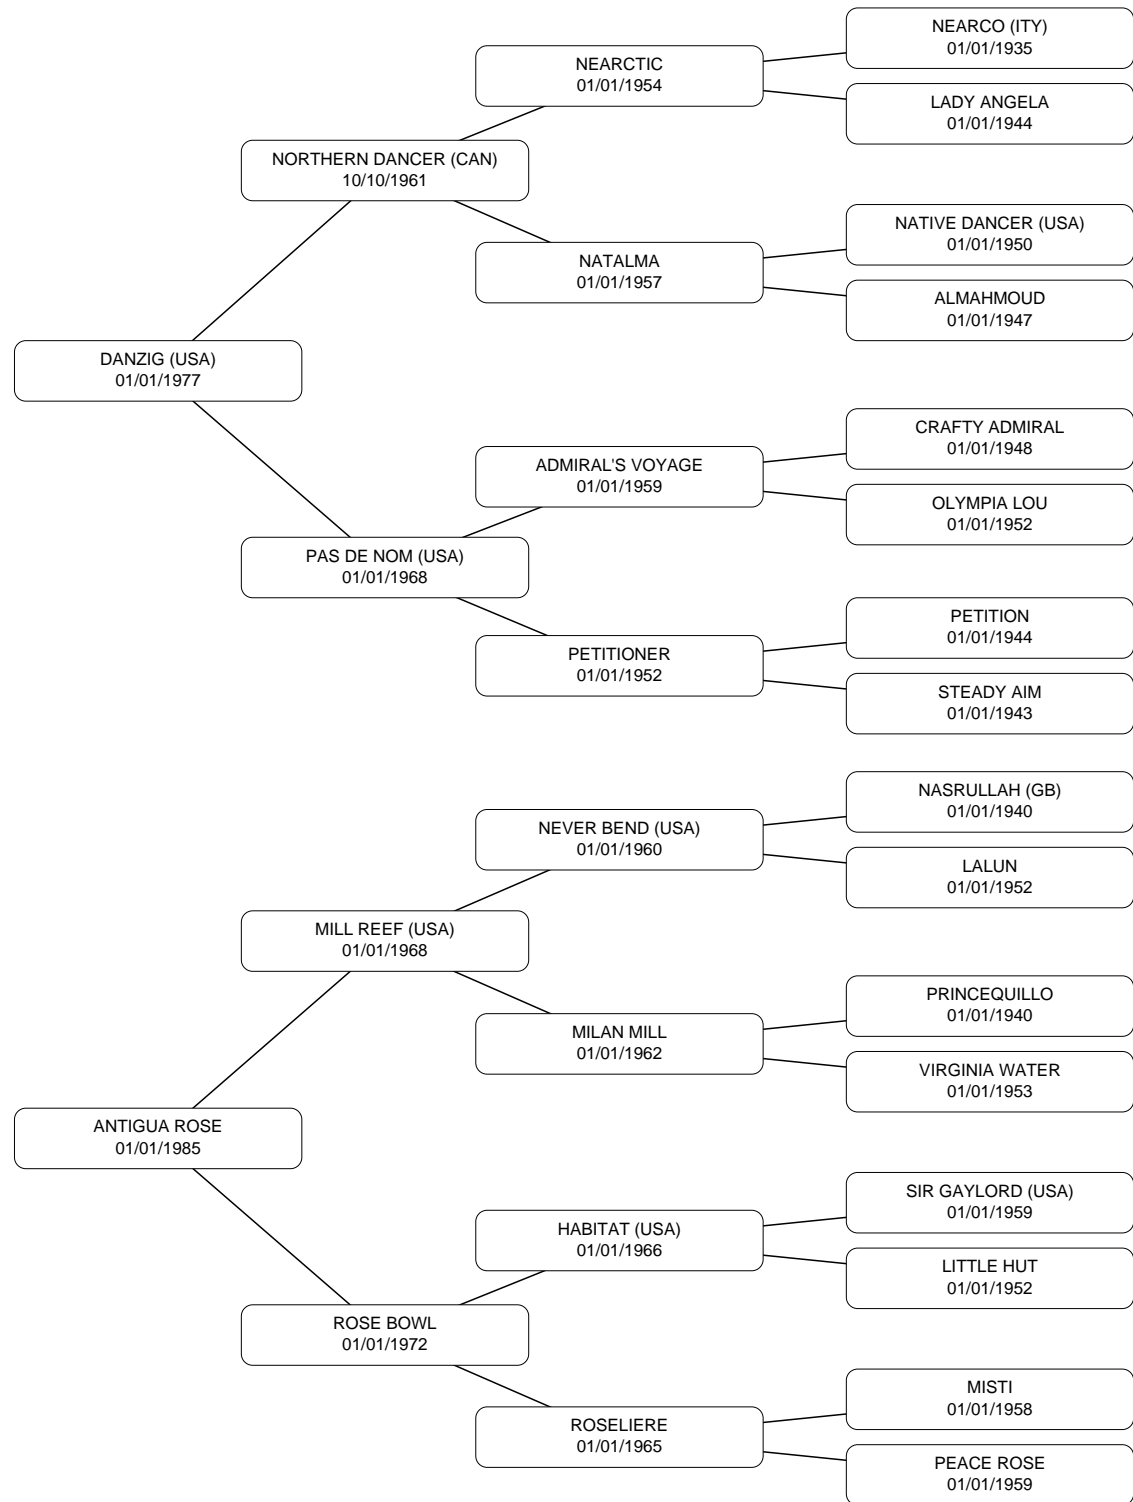 NEARCO (ITY)
01/01/1935
NEARCTIC
01/01/1954
LADY ANGELA
01/01/1944
NORTHERN DANCER (CAN)
10/10/1961
NATIVE DANCER (USA)
01/01/1950
NATALMA
01/01/1957
ALMAHMOUD
01/01/1947
DANZIG (USA)
01/01/1977
CRAFTY ADMIRAL
01/01/1948
ADMIRAL'S VOYAGE
01/01/1959
OLYMPIA LOU
01/01/1952
PAS DE NOM (USA)
01/01/1968
PETITION
01/01/1944
PETITIONER
01/01/1952
STEADY AIM
01/01/1943
NASRULLAH (GB)
01/01/1940
NEVER BEND (USA)
01/01/1960
LALUN
01/01/1952
MILL REEF (USA)
01/01/1968
PRINCEQUILLO
01/01/1940
MILAN MILL
01/01/1962
VIRGINIA WATER
01/01/1953
ANTIGUA ROSE
01/01/1985
SIR GAYLORD (USA)
01/01/1959
HABITAT (USA)
01/01/1966
LITTLE HUT
01/01/1952
ROSE BOWL
01/01/1972
MISTI
01/01/1958
ROSELIERE
01/01/1965
PEACE ROSE
01/01/1959